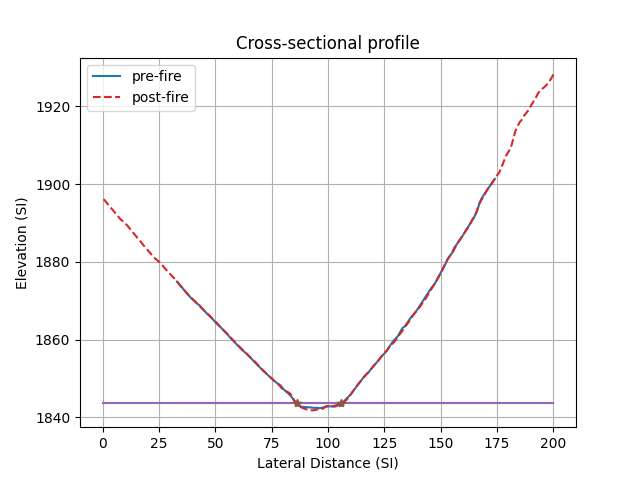 Cross-sectional profile
pre-fire
post-fire
Elevation (SI)
1920
1900
1880
1860
1840
0 25 50 75 100 125 150 175 200
Lateral Distance (SI)